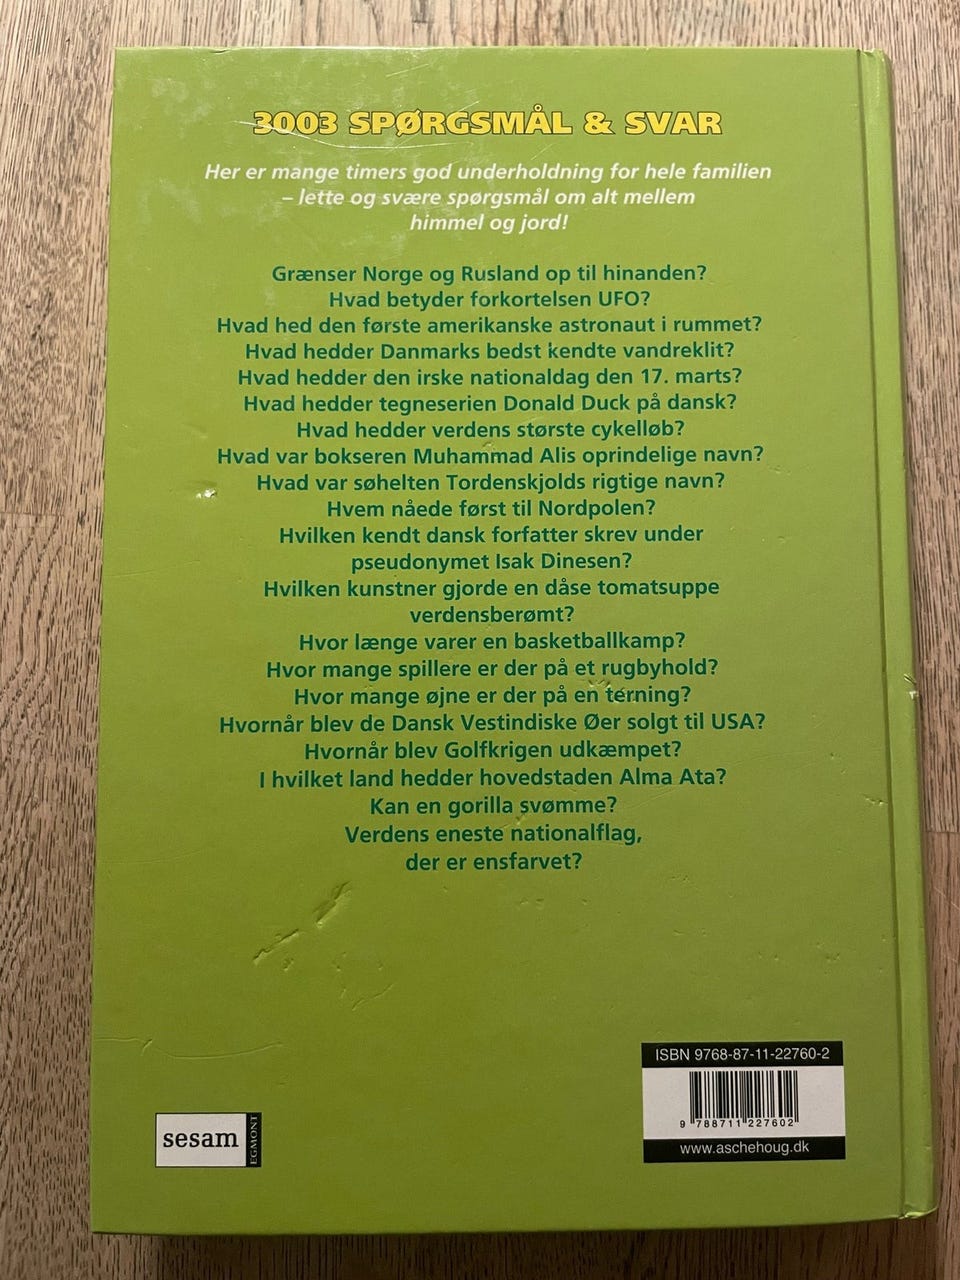 3003 SPØRGSMÅL & SVAR
Her er mange timers god underholdning for hele familien
– lette og svære spørgsmål om alt mellem
himmel og jord!
Grænser Norge og Rusland op til hinanden?
Hvad betyder forkortelsen UFO?
Hvad hed den første amerikanske astronaut i rummet?
Hvad hedder Danmarks bedst kendte vandreklit?
Hvad hedder den irske nationaldag den 17. marts?
Hvad hedder tegneserien Donald Duck på dansk?
Hvad hedder verdens største cykelløb?
Hvad var bokseren Muhammad Alis oprindelige navn?
Hvad var søhelten Tordenskjolds rigtige navn?
Hvem nåede først til Nordpolen?
Hvilken kendt dansk forfatter skrev under
pseudonymet Isak Dinesen?
Hvilken kunstner gjorde en dåse tomatsuppe
verdensberømt?
Hvor længe varer en basketballkamp?
Hvor mange spillere er der på et rugbyhold?
Hvor mange øjne er der på en terning?
Hvornår blev de Dansk Vestindiske Øer solgt til USA?
Hvornår blev Golfkrigen udkæmpet?
I hvilket land hedder hovedstaden Alma Ata?
Kan en gorilla svømme?
Verdens eneste nationalflag,
der er ensfarvet?
ISBN 9768-87-11-22760-2
9 788711 227602
www.aschehoug.dk
sesam
EGMONT